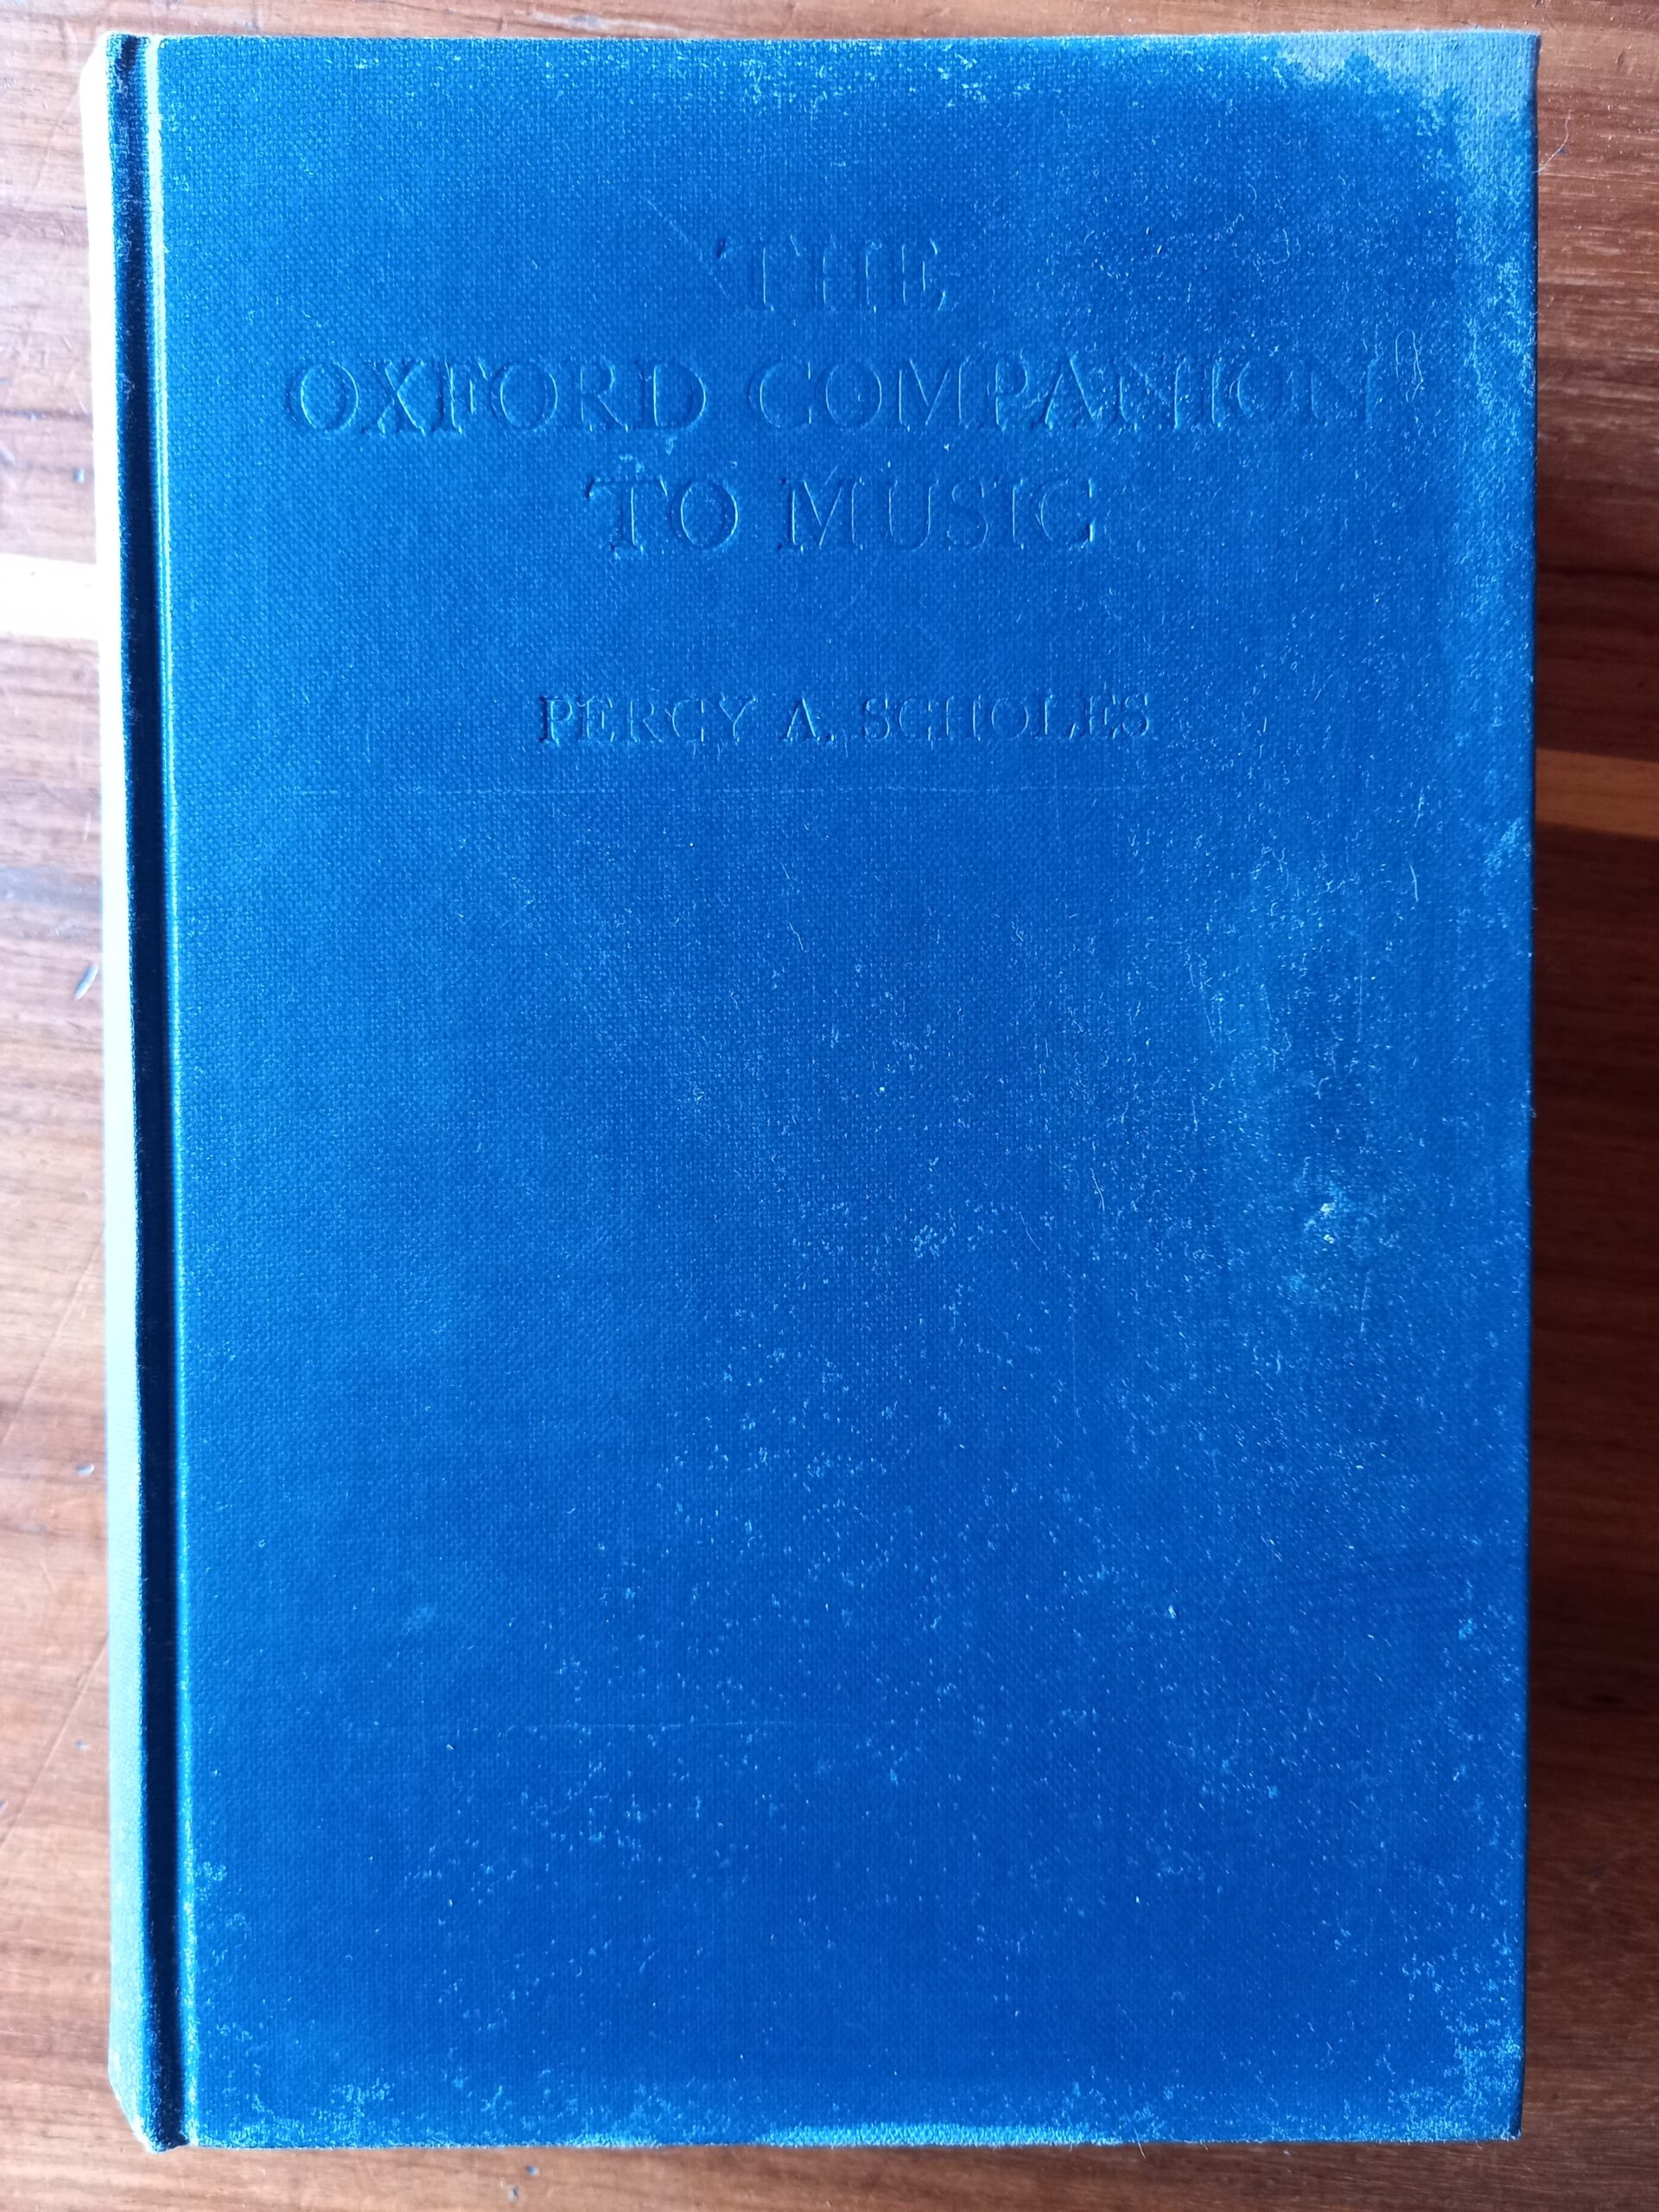 THE
OXFORD COMPANION
TO MUSIC
PERCY A. SCHOLES